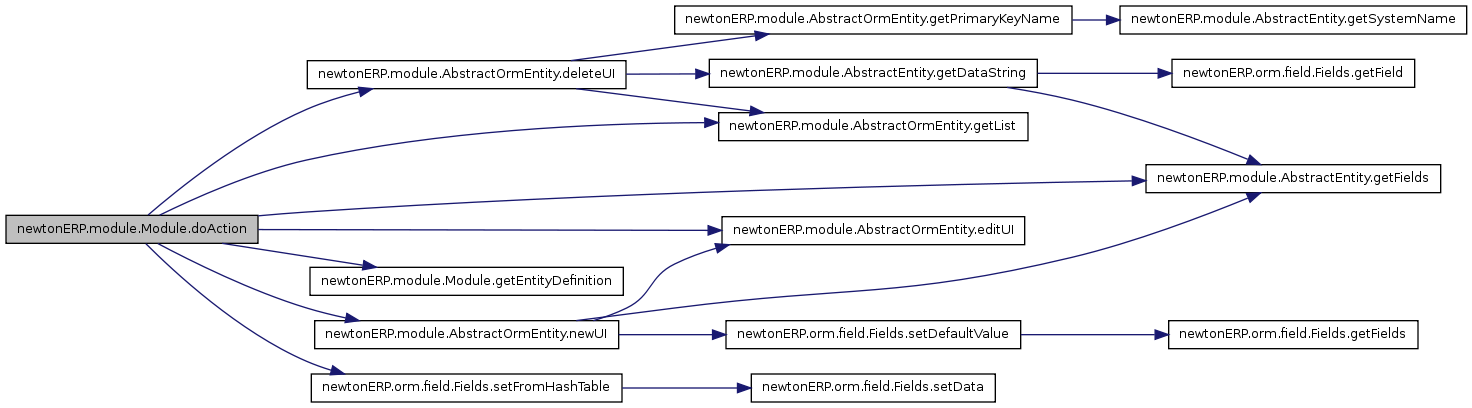 newtonERP.module.AbstractOrmEntity.getPrimaryKeyName
newtonERP.module.AbstractEntity.getSystemName
newtonERP.module.AbstractOrmEntity.deleteUI
newtonERP.module.AbstractEntity.getDataString
newtonERP.orm.field.Fields.getField
newtonERP.module.AbstractOrmEntity.getList
newtonERP.module.AbstractEntity.getFields
newtonERP.module.Module.doAction
newtonERP.module.AbstractOrmEntity.editUI
newtonERP.module.Module.getEntityDefinition
newtonERP.module.AbstractOrmEntity.newUI
newtonERP.orm.field.Fields.setDefaultValue
newtonERP.orm.field.Fields.getFields
newtonERP.orm.field.Fields.setFromHashTable
newtonERP.orm.field.Fields.setData